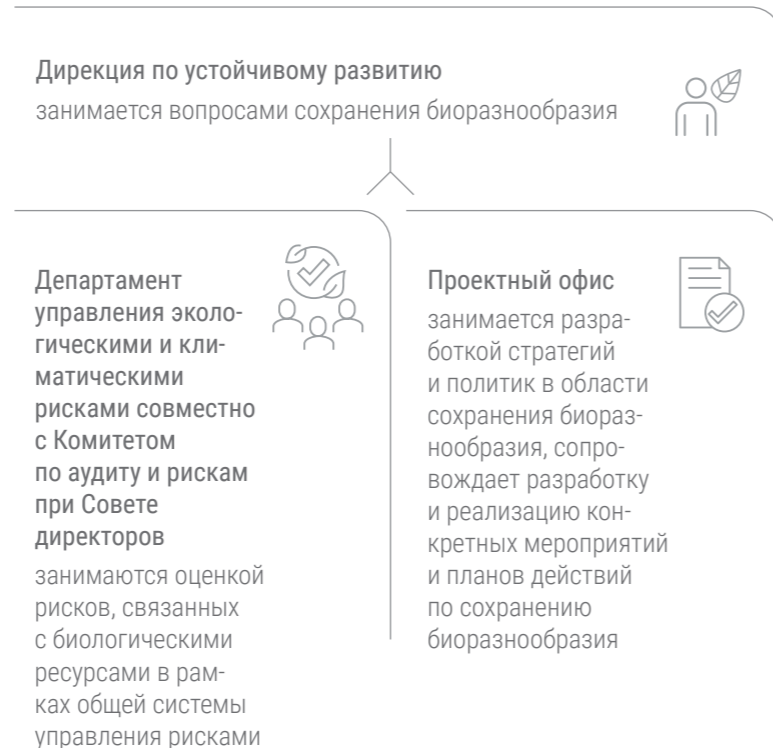 Дирекция по устойчивому развитию
занимается вопросами сохранения биоразнообразия
Департамент
управления эколо-
гическими и кли-
матическими
рисками совместно
с Комитетом
по аудиту и рискам
при Совете
директоров
занимаются оценкой
рисков, связанных
с биологическими
ресурсами в рам-
ках общей системы
управления рисками
Проектный офис
занимается разра-
боткой стратегий
и политик в области
сохранения биораз-
нообразия, сопро-
вождает разработку
и реализацию кон-
кретных мероприятий
и планов действий
по сохранению
биоразнообразия